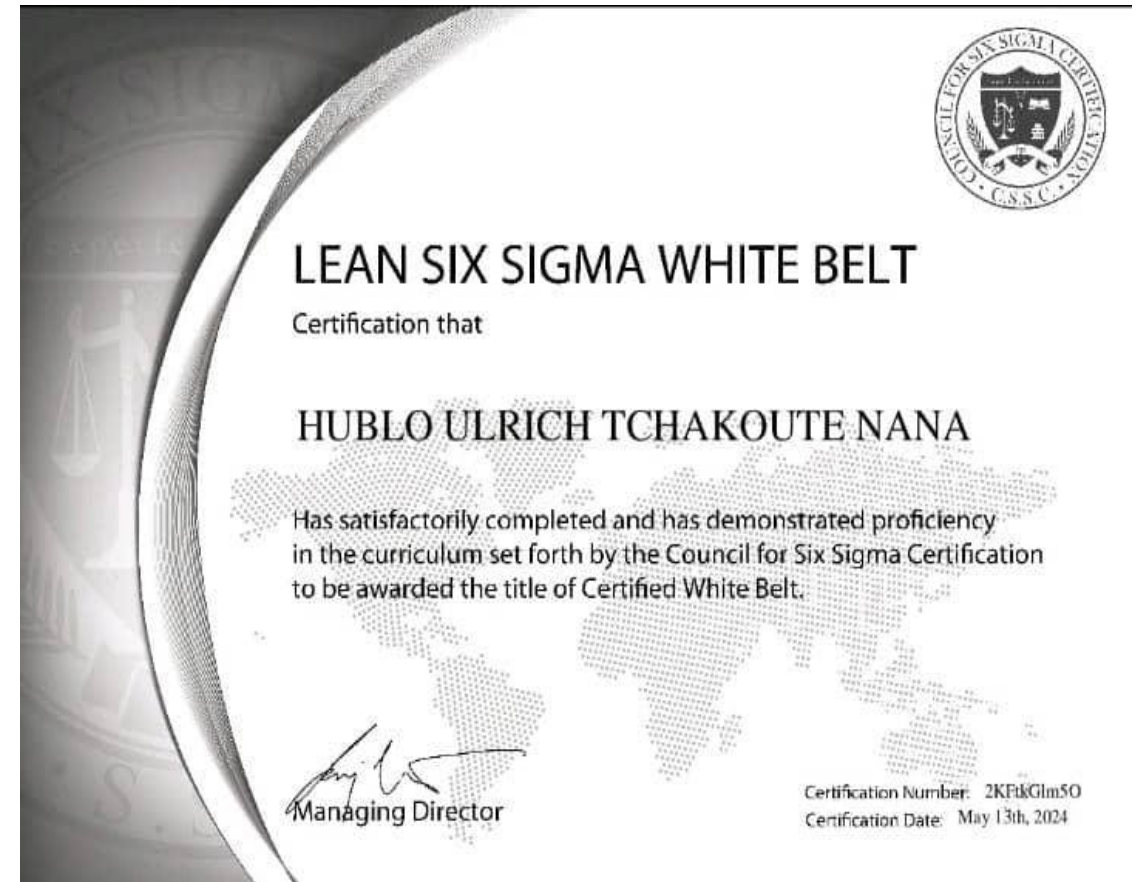 COUNCIL FOR SIX SIGMA CERTIFICATION
C.S.S.C.
LEAN SIX SIGMA WHITE BELT
Certification that
HUBLO ULRICH TCHAKOUTE NANA
Has satisfactorily completed and has demonstrated proficiency
in the curriculum set forth by the Council for Six Sigma Certification
to be awarded the title of Certified White Belt.
Managing Director
Certification Number: 2KFtkGlm5O
Certification Date: May 13th, 2024